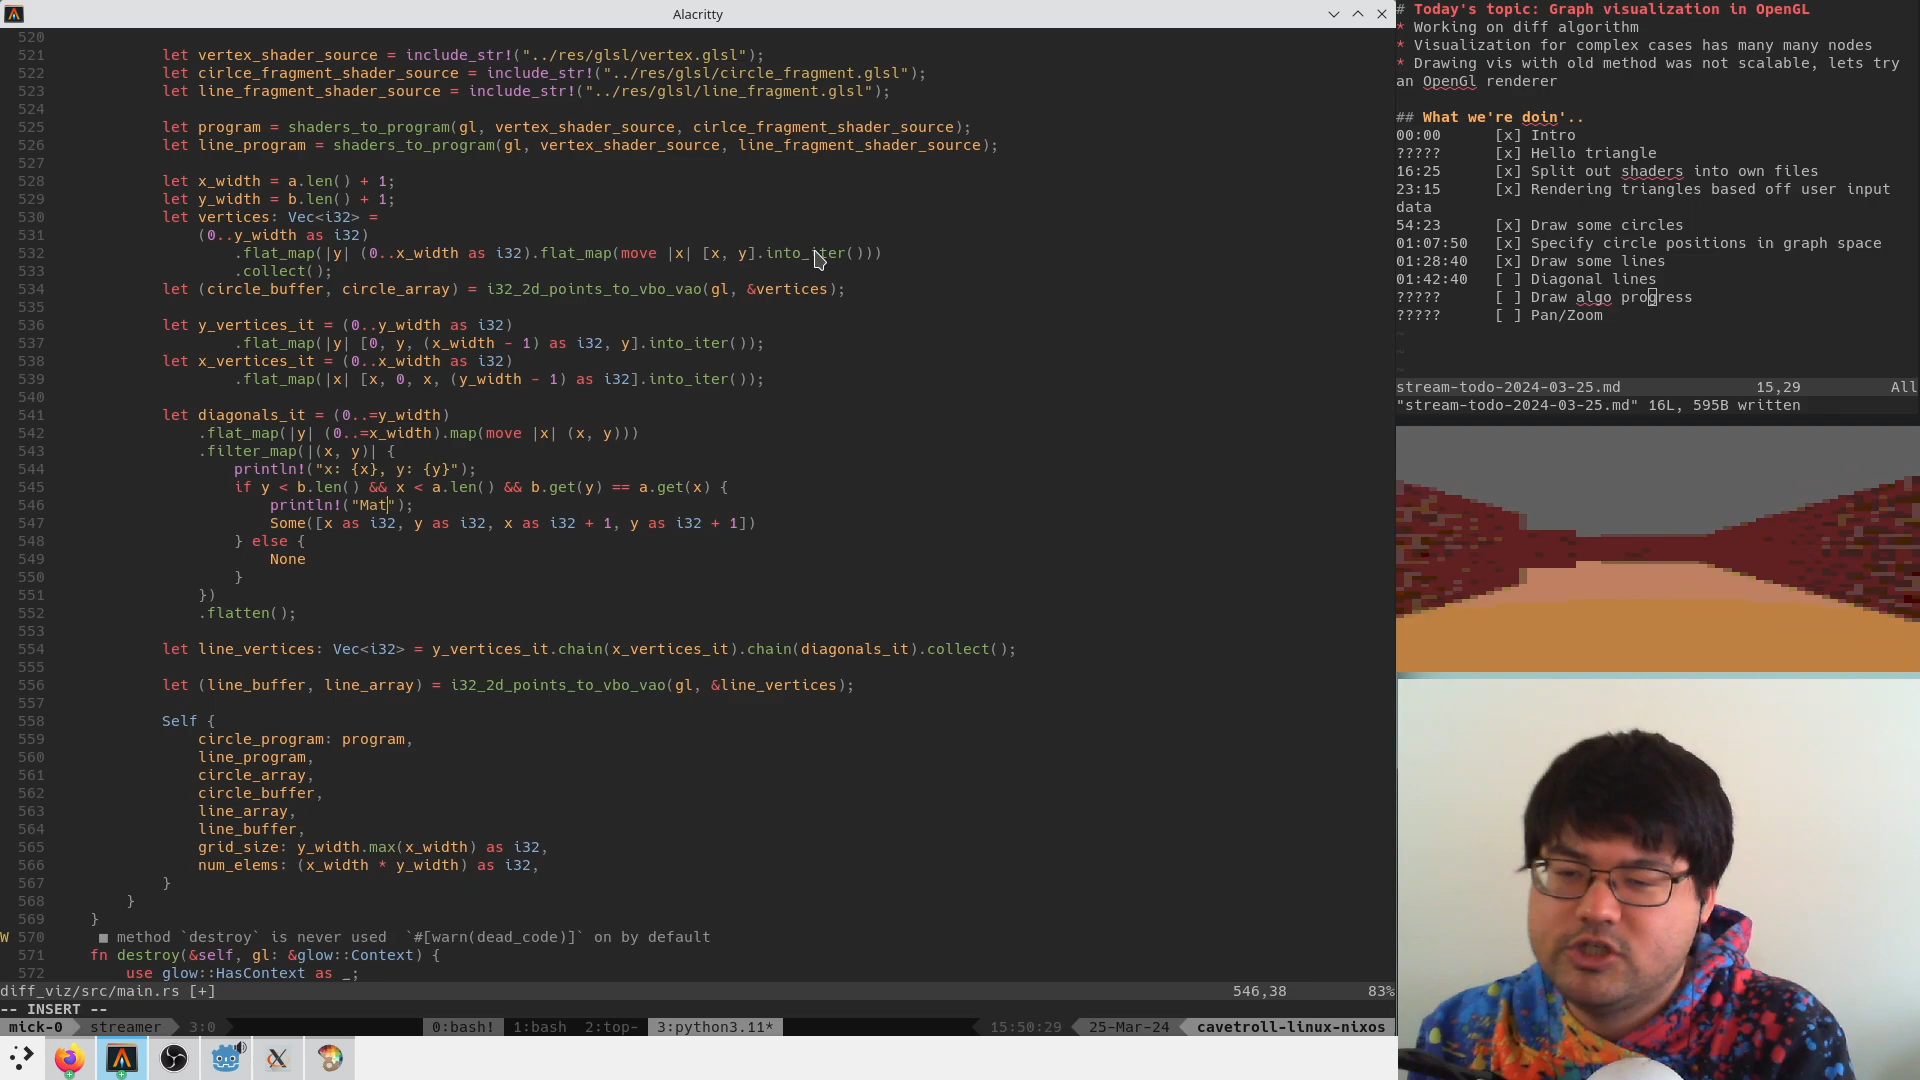 Alacritty
520
521 let vertex_shader_source = include_str!("../res/glsl/vertex.glsl");
522 let cirlce_fragment_shader_source = include_str!("../res/glsl/circle_fragment.glsl");
523 let line_fragment_shader_source = include_str!("../res/glsl/line_fragment.glsl");
524
525 let program = shaders_to_program(gl, vertex_shader_source, cirlce_fragment_shader_source);
526 let line_program = shaders_to_program(gl, vertex_shader_source, line_fragment_shader_source);
527
528 let x_width = a.len() + 1;
529 let y_width = b.len() + 1;
530 let vertices: Vec<i32> =
531 (0..y_width as i32)
532 .flat_map(|y| (0..x_width as i32).flat_map(move |x| [x, y].into_iter()))
533 .collect();
534 let (circle_buffer, circle_array) = i32_2d_points_to_vbo_vao(gl, &vertices);
535
536 let y_vertices_it = (0..y_width as i32)
537 .flat_map(|y| [0, y, (x_width - 1) as i32, y].into_iter());
538 let x_vertices_it = (0..x_width as i32)
539 .flat_map(|x| [x, 0, x, (y_width - 1) as i32].into_iter());
540
541 let diagonals_it = (0..=y_width)
542 .flat_map(|y| (0..=x_width).map(move |x| (x, y)))
543 .filter_map(|(x, y)| {
544 println!("x: {x}, y: {y}");
545 if y < b.len() && x < a.len() && b.get(y) == a.get(x) {
546 println!("Mat");
547 Some([x as i32, y as i32, x as i32 + 1, y as i32 + 1])
548 } else {
549 None
550 }
551 })
552 .flatten();
553
554 let line_vertices: Vec<i32> = y_vertices_it.chain(x_vertices_it).chain(diagonals_it).collect();
555
556 let (line_buffer, line_array) = i32_2d_points_to_vbo_vao(gl, &line_vertices);
557
558 Self {
559 circle_program: program,
560 line_program,
561 circle_array,
562 circle_buffer,
563 line_array,
564 line_buffer,
565 grid_size: y_width.max(x_width) as i32,
566 num_elems: (x_width * y_width) as i32,
567 }
568 }
569 }
W 570 ■ method `destroy` is never used `#[warn(dead_code)]` on by default
571 fn destroy(&self, gl: &glow::Context) {
572 use glow::HasContext as _;
diff_viz/src/main.rs [+] 546,38 83%
-- INSERT --
mick-0 streamer 3:0 0:bash! 1:bash 2:top- 3:python3.11* 15:50:29 25-Mar-24 cavetroll-linux-nixos
# Today's topic: Graph visualization in OpenGL
* Working on diff algorithm
* Visualization for complex cases has many many nodes
* Drawing vis with old method was not scalable, lets try
an OpenGl renderer
## What we're doin'..
00:00 [x] Intro
????? [x] Hello triangle
16:25 [x] Split out shaders into own files
23:15 [x] Rendering triangles based off user input
data
54:23 [x] Draw some circles
01:07:50 [x] Specify circle positions in graph space
01:28:40 [x] Draw some lines
01:42:40 [ ] Diagonal lines
????? [ ] Draw algo progress
????? [ ] Pan/Zoom
~
~
~
stream-todo-2024-03-25.md 15,29 All
"stream-todo-2024-03-25.md" 16L, 595B written